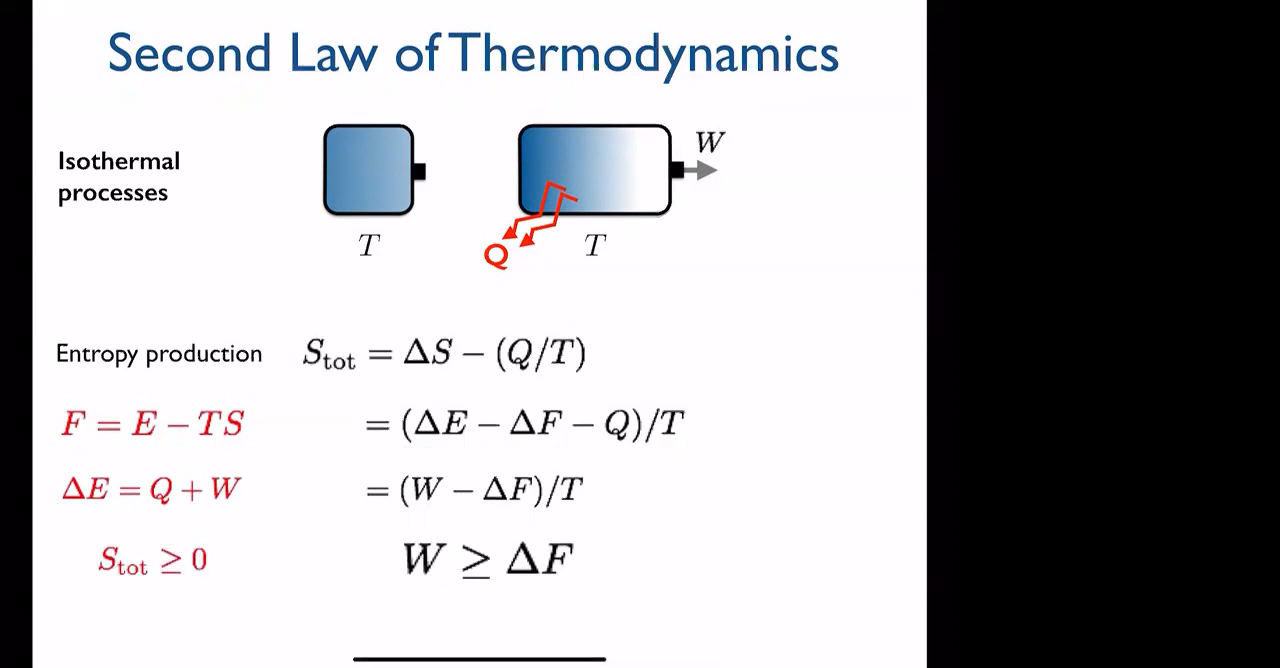 Second Law of Thermodynamics
Isothermal
processes
W
Q
T
T
Entropy production S_tot = ΔS − (Q/T)
F = E − TS = (ΔE − ΔF − Q)/T
ΔE = Q + W = (W − ΔF)/T
S_tot ≥ 0 W ≥ ΔF